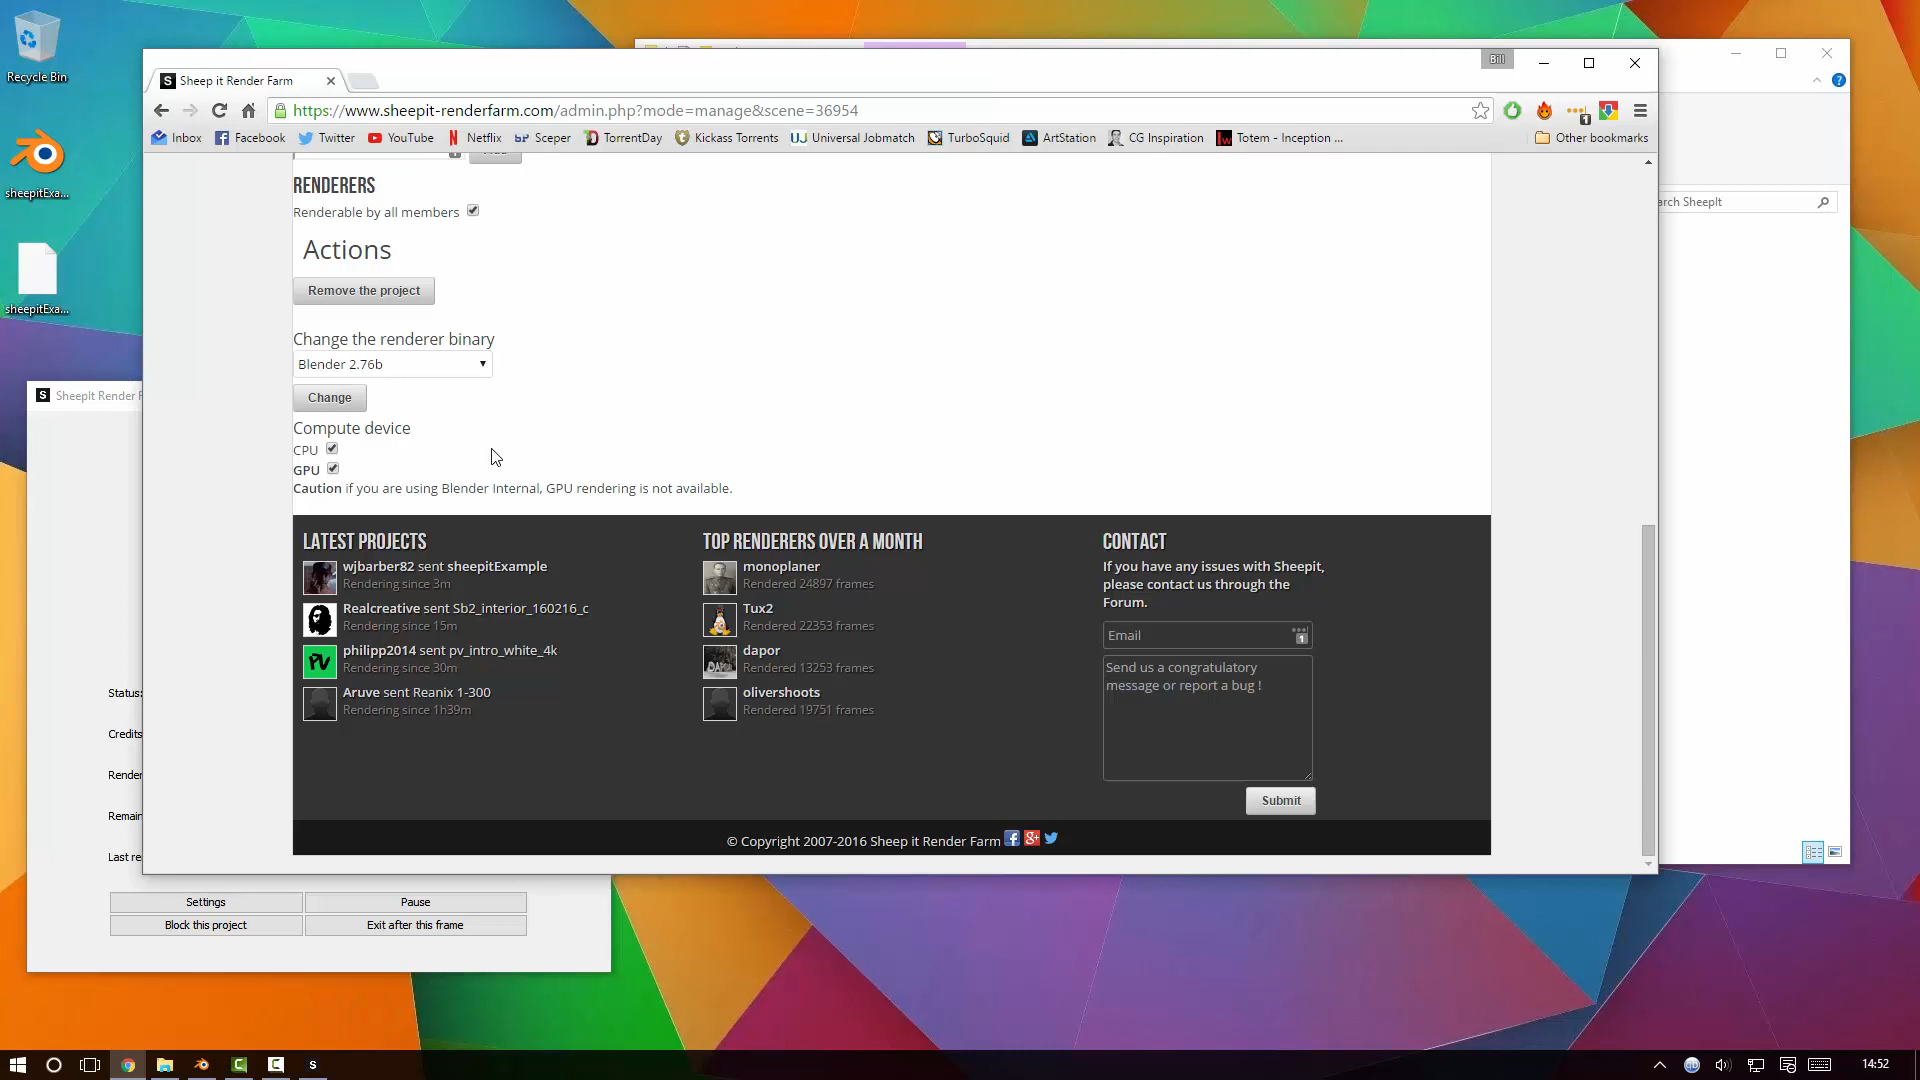 Recycle Bin
sheepitExa...
sheepitExa...
Bill
Sheep it Render Farm
https://www.sheepit-renderfarm.com/admin.php?mode=manage&scene=36954
Inbox Facebook Twitter YouTube Netflix Sceper TorrentDay Kickass Torrents Universal Jobmatch TurboSquid ArtStation CG Inspiration Totem - Inception ... Other bookmarks
RENDERERS
Renderable by all members
Actions
Remove the project
Change the renderer binary
Blender 2.76b
Change
Compute device
CPU
GPU
Caution if you are using Blender Internal, GPU rendering is not available.
LATEST PROJECTS
wjbarber82 sent sheepitExample
Rendering since 3m
Realcreative sent Sb2_interior_160216_c
Rendering since 15m
philipp2014 sent pv_intro_white_4k
Rendering since 30m
Aruve sent Reanix 1-300
Rendering since 1h39m
TOP RENDERERS OVER A MONTH
monoplaner
Rendered 24897 frames
Tux2
Rendered 22353 frames
dapor
Rendered 13253 frames
olivershoots
Rendered 19751 frames
CONTACT
If you have any issues with Sheepit,
please contact us through the
Forum.
Email
Send us a congratulatory
message or report a bug !
Submit
© Copyright 2007-2016 Sheep it Render Farm
arch SheepIt
SheepIt Render F
Status:
Credits
Render
Remain
Last re
Settings Pause
Block this project Exit after this frame
14:52